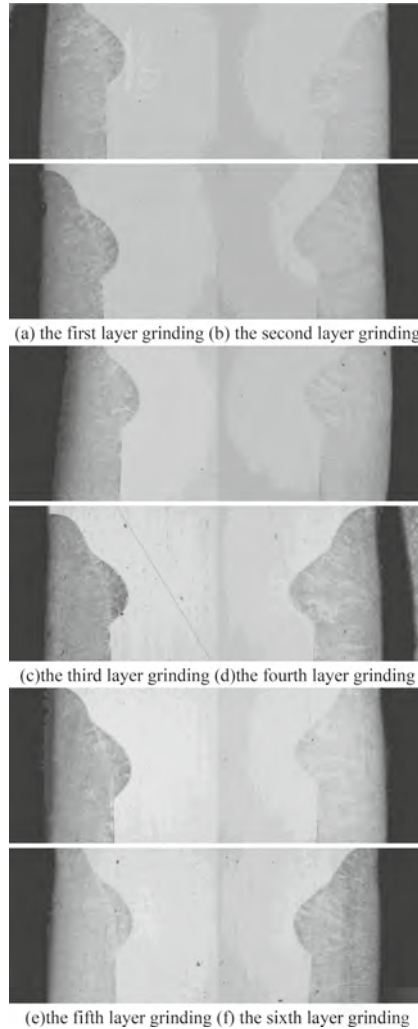 (a) the first layer grinding (b) the second layer grinding
(c)the third layer grinding (d)the fourth layer grinding
(e)the fifth layer grinding (f) the sixth layer grinding